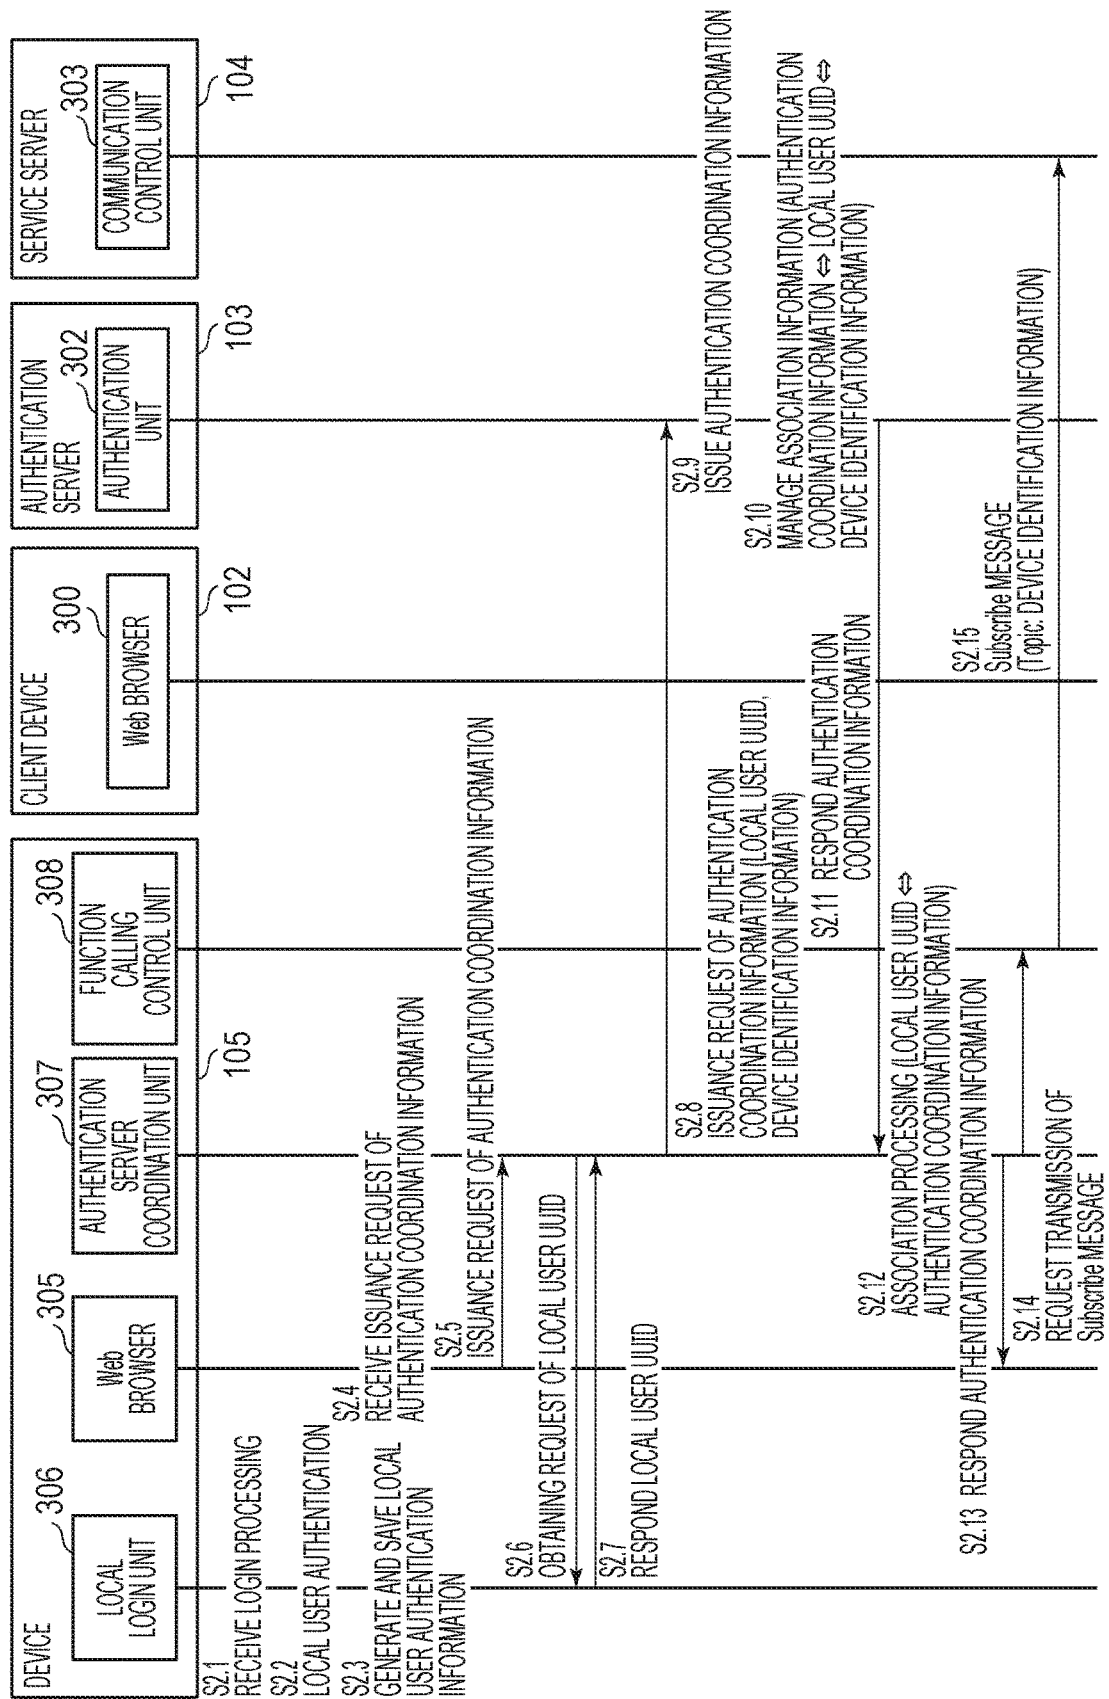 DEVICE
306
LOCAL
LOGIN UNIT
305
Web
BROWSER
307
AUTHENTICATION
SERVER
COORDINATION UNIT
308
FUNCTION
CALLING
CONTROL UNIT
105
CLIENT DEVICE
300
Web BROWSER
102
AUTHENTICATION
SERVER
302
AUTHENTICATION
UNIT
103
SERVICE SERVER
303
COMMUNICATION
CONTROL UNIT
104
S2.1
RECEIVE LOGIN PROCESSING
S2.2
LOCAL USER AUTHENTICATION
S2.3
GENERATE AND SAVE LOCAL
USER AUTHENTICATION
INFORMATION
S2.4
RECEIVE ISSUANCE REQUEST OF
AUTHENTICATION COORDINATION INFORMATION
S2.5
ISSUANCE REQUEST OF AUTHENTICATION COORDINATION INFORMATION
S2.6
OBTAINING REQUEST OF LOCAL USER UUID
S2.7
RESPOND LOCAL USER UUID
S2.8
ISSUANCE REQUEST OF AUTHENTICATION
COORDINATION INFORMATION (LOCAL USER UUID,
DEVICE IDENTIFICATION INFORMATION)
S2.9
ISSUE AUTHENTICATION COORDINATION INFORMATION
S2.10
MANAGE ASSOCIATION INFORMATION (AUTHENTICATION
COORDINATION INFORMATION ⇔ LOCAL USER UUID ⇔
DEVICE IDENTIFICATION INFORMATION)
S2.11 RESPOND AUTHENTICATION
COORDINATION INFORMATION
S2.12
ASSOCIATION PROCESSING (LOCAL USER UUID ⇔
AUTHENTICATION COORDINATION INFORMATION)
S2.13 RESPOND AUTHENTICATION COORDINATION INFORMATION
S2.14
REQUEST TRANSMISSION OF
Subscribe MESSAGE
S2.15
Subscribe MESSAGE
(Topic: DEVICE IDENTIFICATION INFORMATION)